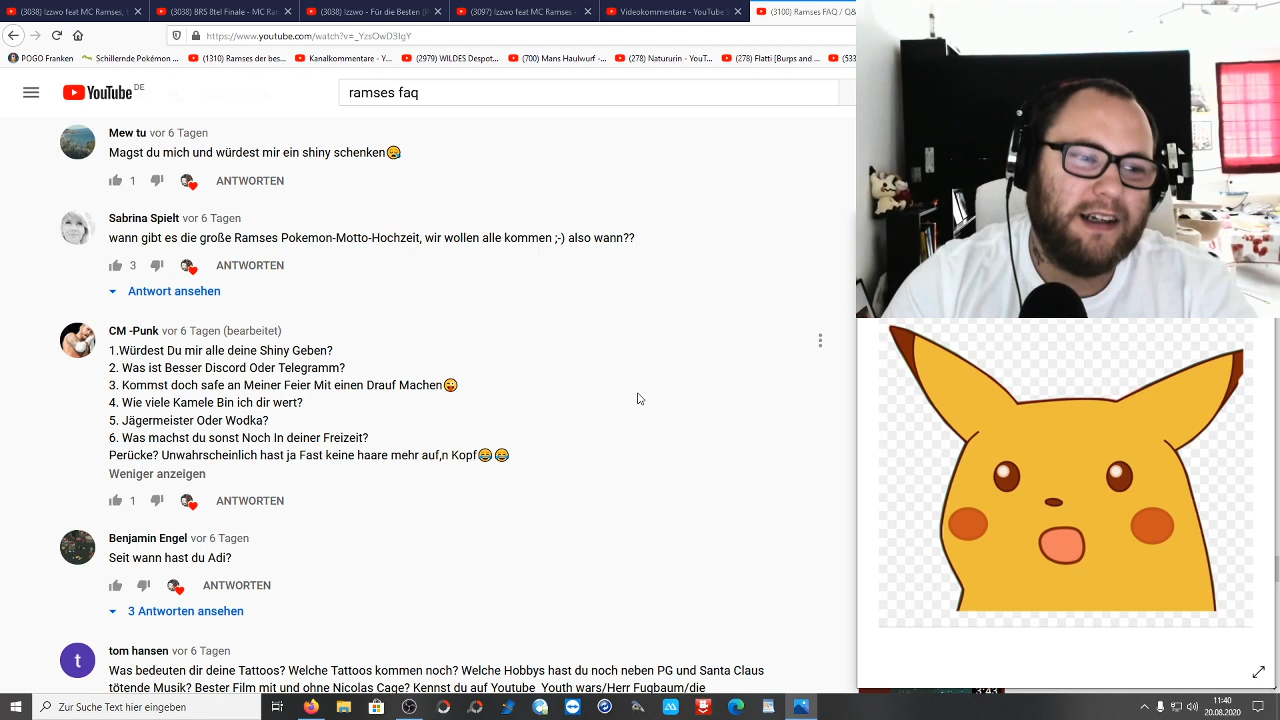 (3038) Izzwo feat MC Ramses,
(3038) BRS 8tel Finale - MC Ra
(3038) Izzwo - Für die Besten [
(3097) Izzwo feat MC Ramses -
Videokommentare - YouTube
(3100) Ramses FAQ / Q&
https://www.youtube.com/watch?v=_YzsOwD3IgY
POGO Franken
Schillernde Pokémon ...
(1310) Ramses der bes...
Kanalkommentare - Y...
(2979) WILDES Deoxt...
(700) Mans Haulwurf -...
(278) Natururin - YouT...
(278) Flatti [Burps and ...
(533
YouTube DE
ramses faq
Mew tu vor 6 Tagen
Magst du mich und würdest mir ein shiny schenken😪
1 ANTWORTEN
Sabrina Spielt vor 6 Tagen
wann gibt es die große Ramses Pokemon-Motto-Hochzeit, wir wollen alle kommen :-) also wann??
3 ANTWORTEN
Antwort ansehen
CM -Punk vor 6 Tagen (bearbeitet)
1.Würdest Du mir alle deine Shiny Geben?
2. Was ist Besser Discord Oder Telegramm?
3. Kommst doch safe an Meiner Feier Mit einen Drauf Machen😜
4. Wie viele Kamele Bin ich dir wert?
5. Jägermeister Oder Wodka?
6. Was machst du sonst Noch In deiner Freizeit?
Perücke? Unwahrscheinlich hast ja Fast keine haare mehr auf,n Kopf😂😂
Weniger anzeigen
1 ANTWORTEN
Benjamin Engel vor 6 Tagen
Seit wann hast du Adi?
ANTWORTEN
3 Antworten ansehen
t
tom hansen vor 6 Tagen
Was bedeuten dir deine Tattoos? Welche Tattoos kommen noch? Welche Hobbys hast du noch neben PG und Santa Claus
tötende Musik? Bester Film mit und ohne Nicolas Cage? Kennst du auf Youtube "Youth wars/Herr Fugbaum/die
3:43
Zur Suche Text hier eingeben
11:40
20.08.2020